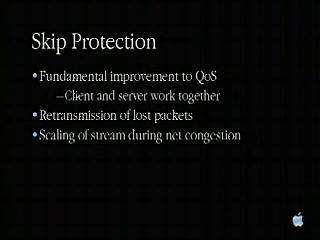 Skip Protection
•Fundamental improvement to QoS
–Client and server work together
•Retransmission of lost packets
•Scaling of stream during net congestion